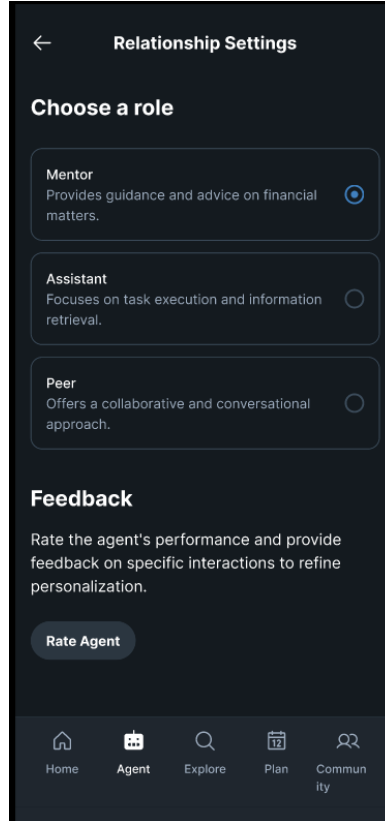 Relationship Settings
Choose a role
Mentor
Provides guidance and advice on financial
matters.
Assistant
Focuses on task execution and information
retrieval.
Peer
Offers a collaborative and conversational
approach.
Feedback
Rate the agent's performance and provide
feedback on specific interactions to refine
personalization.
Rate Agent
12
Home Agent Explore Plan Commun
ity